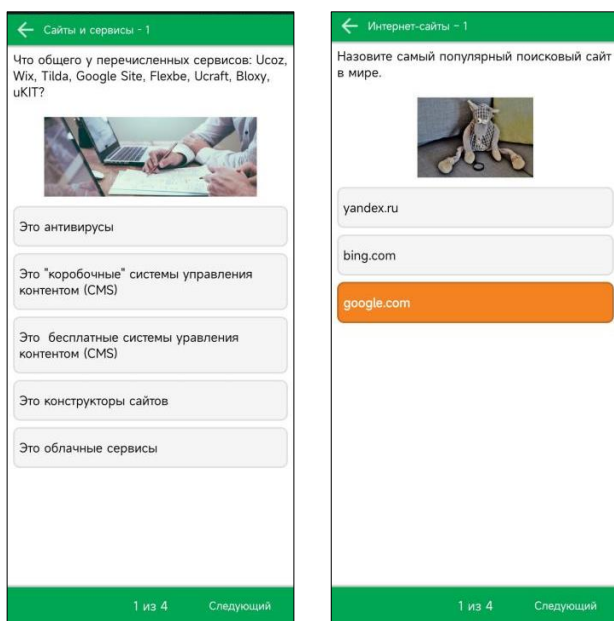 Сайты и сервисы - 1
Что общего у перечисленных сервисов: Ucoz,
Wix, Tilda, Google Site, Flexbe, Ucraft, Bloxy,
uKIT?
Это антивирусы
Это "коробочные" системы управления
контентом (CMS)
Это бесплатные системы уравления
контентом (CMS)
Это конструкторы сайтов
Это облачные сервисы
1 из 4 Следующий
Интернет-сайты - 1
Назовите самый популярный поисковый сайт
в мире.
yandex.ru
bing.com
google.com
1 из 4 Следующий